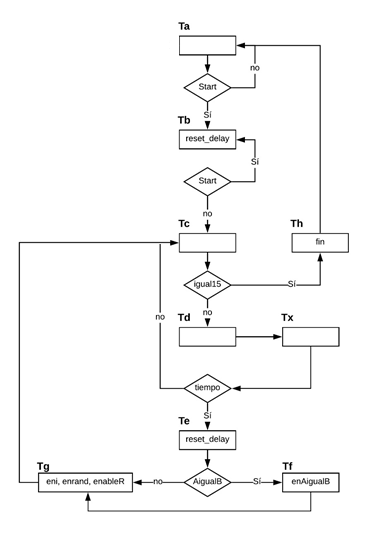 Ta
no
Start
Sí
Tb
reset_delay
Sí
Start
no
Tc
Th
fin
igual15
Sí
no
Td
Tx
no
tiempo
Sí
Te
reset_delay
Tg
Tf
eni, enrand, enableR
no
AigualB
Sí
enAigualB